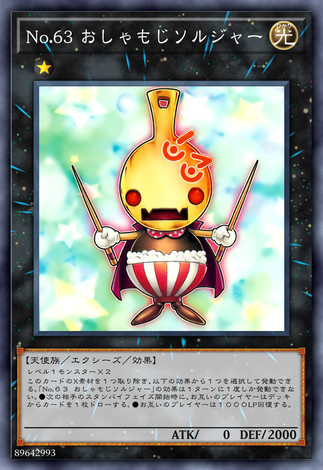 No.63 おしゃもじソルジャー
光
63
【天使族／エクシーズ／効果】
レベル1モンスター×2
このカードのX素材を1つ取り除き、以下の効果から1つを選択して発動できる。
「No.63 おしゃもじソルジャー」の効果は1ターンに1度しか発動できない。●次の相手のスタンバイフェイズ開始時に、お互いのプレイヤーはデッキからカードを1枚ドローする。●お互いのプレイヤーは1000LP回復する。
ATK/ 0 DEF/2000
89642993